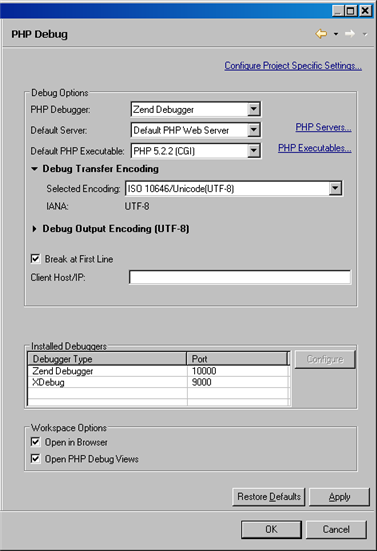 PHP Debug
Configure Project Specific Settings...
Debug Options
PHP Debugger: Zend Debugger
Default Server: Default PHP Web Server PHP Servers...
Default PHP Executable: PHP 5.2.2 (CGI) PHP Executables...
Debug Transfer Encoding
Selected Encoding: ISO 10646/Unicode(UTF-8)
IANA: UTF-8
Debug Output Encoding (UTF-8)
Break at First Line
Client Host/IP:
Installed Debuggers
Debugger Type Port Configure
Zend Debugger 10000
XDebug 9000
Workspace Options
Open in Browser
Open PHP Debug Views
Restore Defaults Apply
OK Cancel